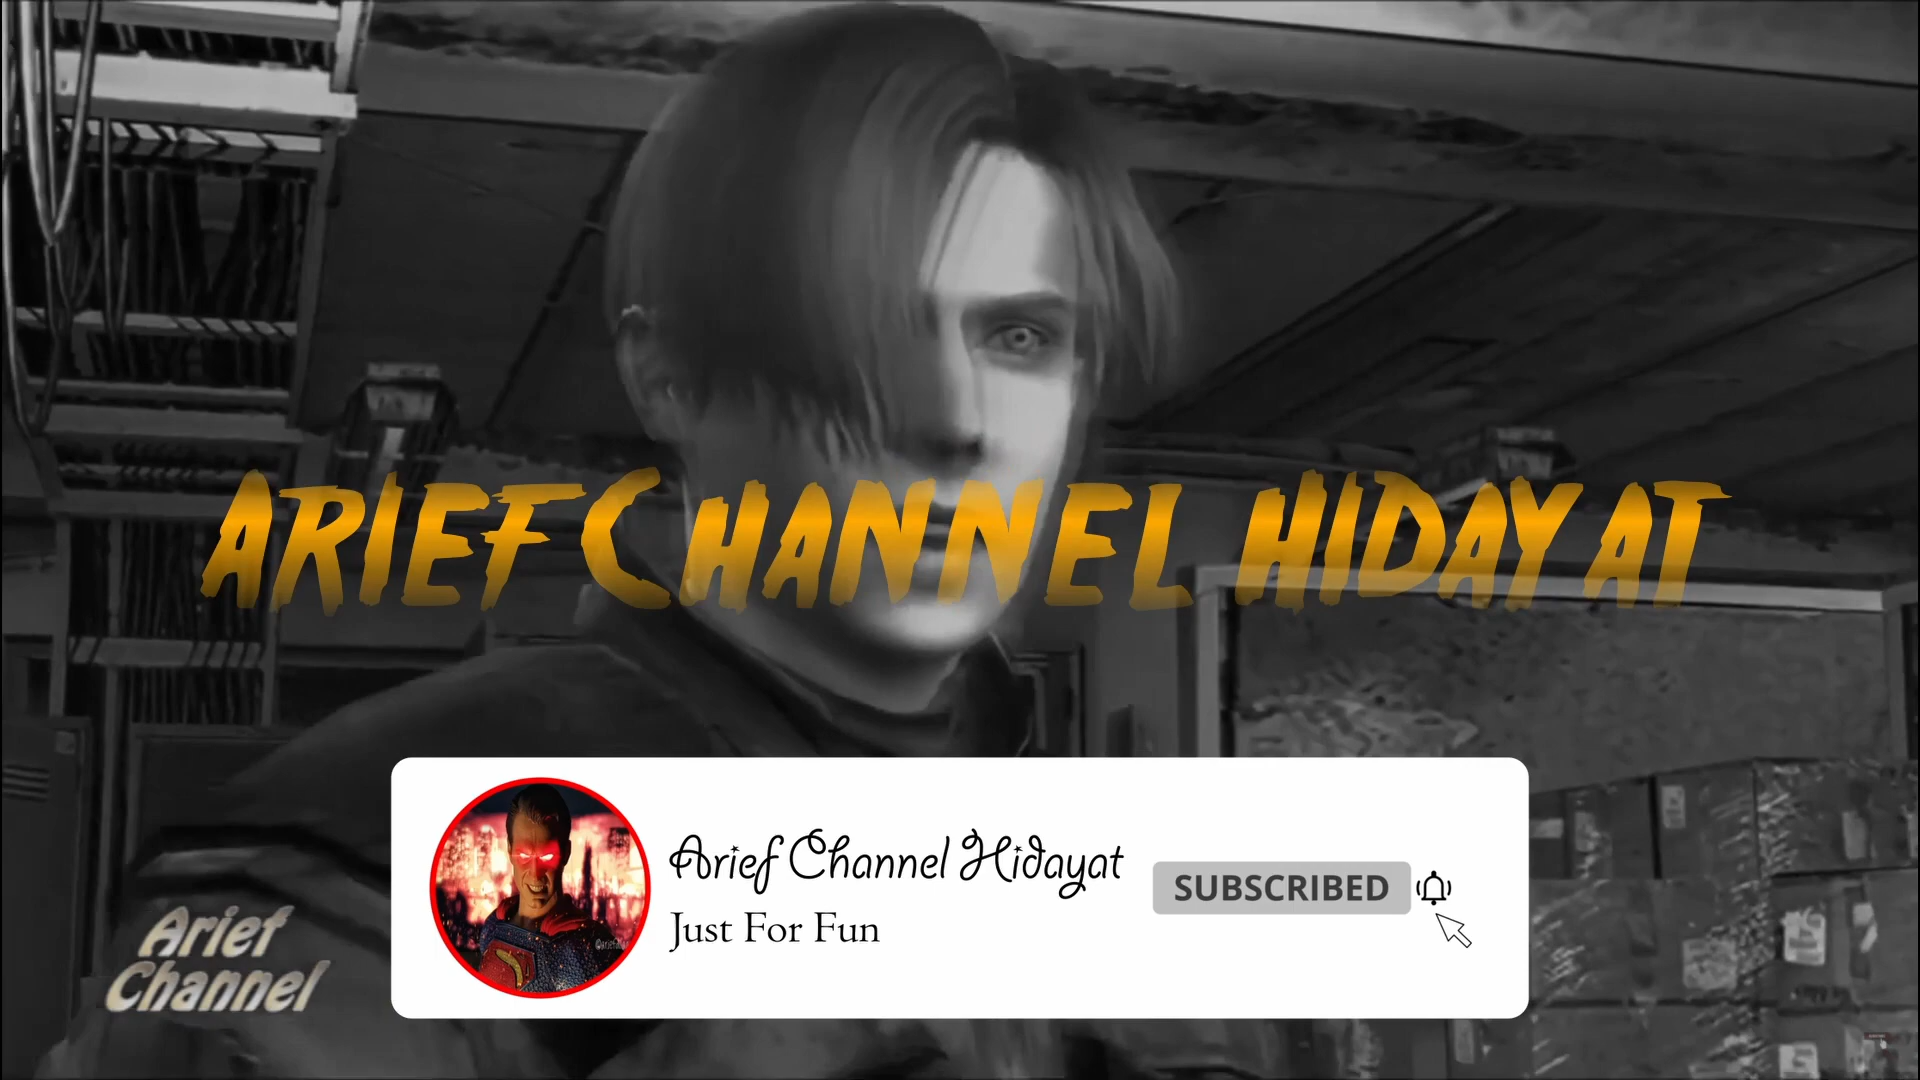 ARIEF CHANNEL HIDAYAT
Arief Channel Hidayat
Just For Fun
SUBSCRIBED
Arief
Channel